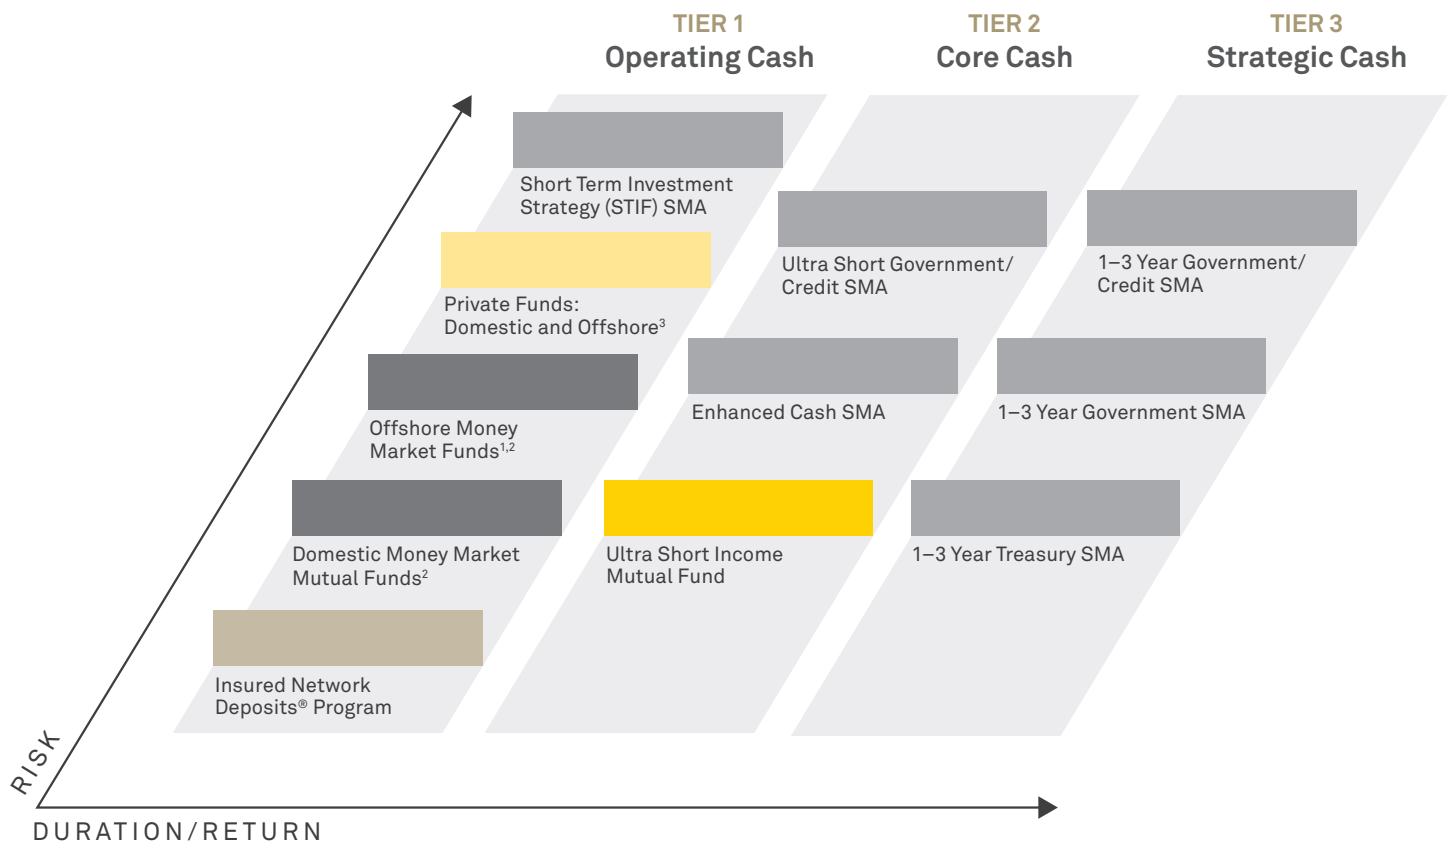 TIER 1
Operating Cash
TIER 2
Core Cash
TIER 3
Strategic Cash
Short Term Investment
Strategy (STIF) SMA
Private Funds:
Domestic and Offshore³
Offshore Money
Market Funds¹,²
Domestic Money Market
Mutual Funds²
Insured Network
Deposits® Program
Ultra Short Government/
Credit SMA
Enhanced Cash SMA
Ultra Short Income
Mutual Fund
1–3 Year Government/
Credit SMA
1–3 Year Government SMA
1–3 Year Treasury SMA
RISK
DURATION/RETURN